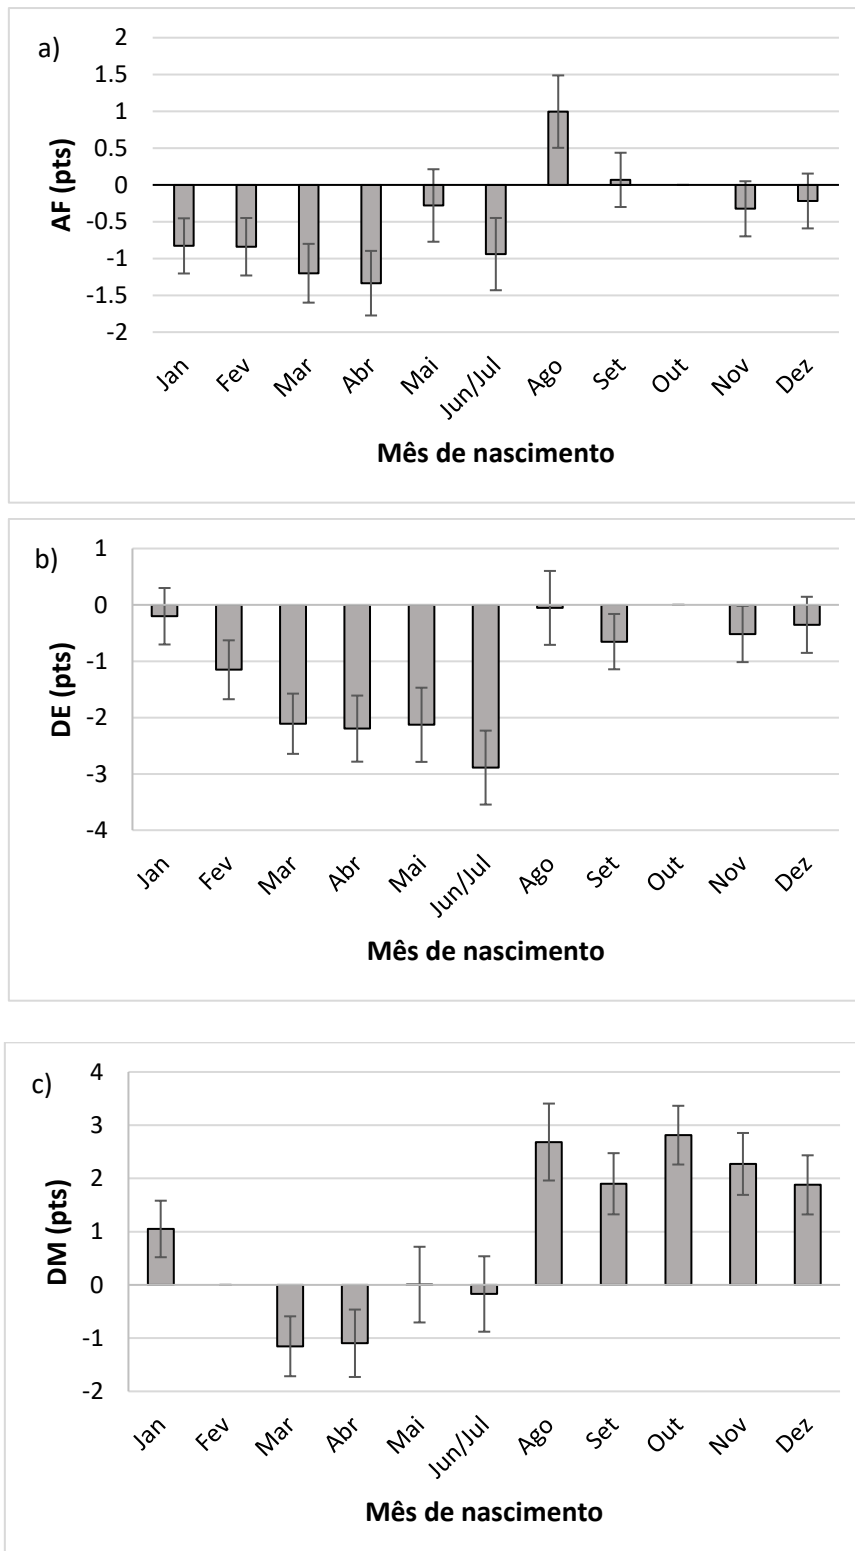 a)
AF (pts)
2
1.5
1
0.5
0
-0.5
-1
-1.5
-2
Jan Fev Mar Abr Mai Jun/Jul Ago Set Out Nov Dez
Mês de nascimento
b)
DE (pts)
1
0
-1
-2
-3
-4
Jan Fev Mar Abr Mai Jun/Jul Ago Set Out Nov Dez
Mês de nascimento
c)
DM (pts)
4
3
2
1
0
-1
-2
Jan Fev Mar Abr Mai Jun/Jul Ago Set Out Nov Dez
Mês de nascimento